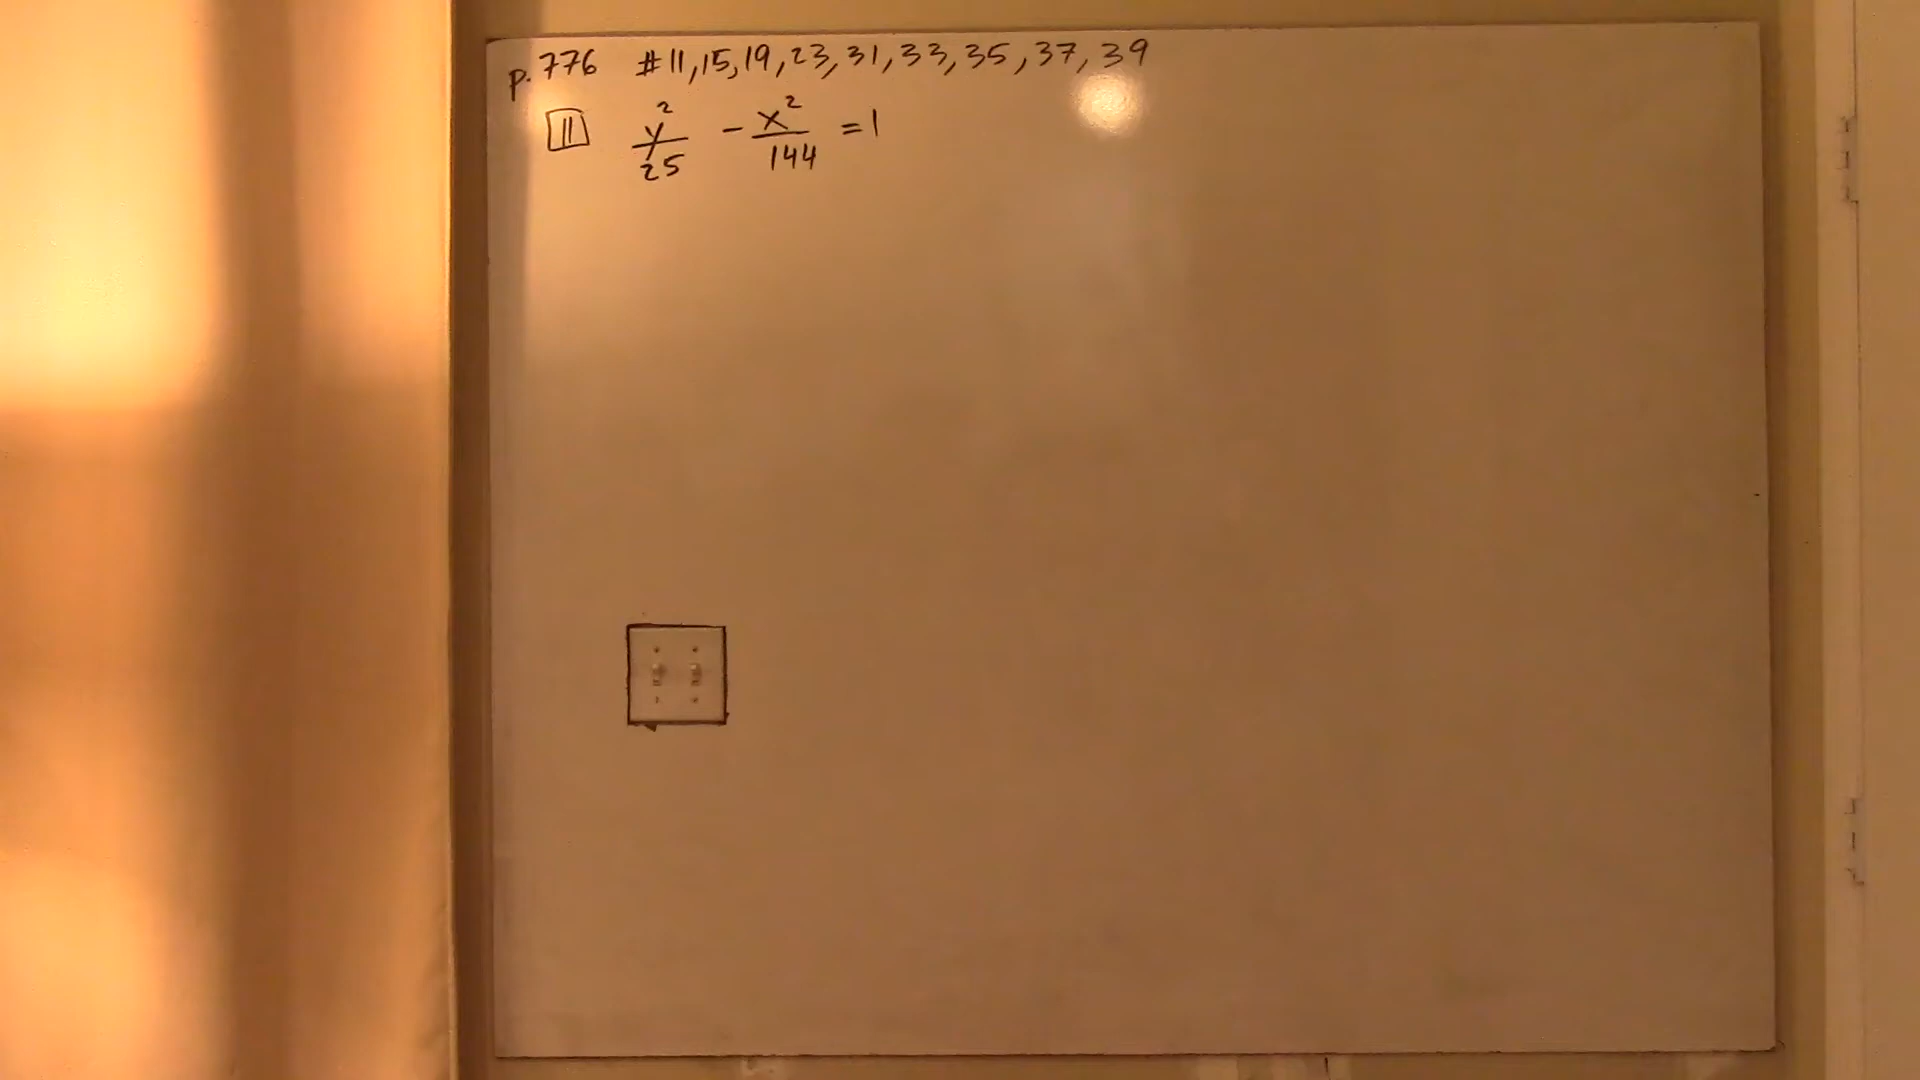 p. 776 #11,15,19,23,31,33,35,37,39
11 y²/25 - x²/144 = 1